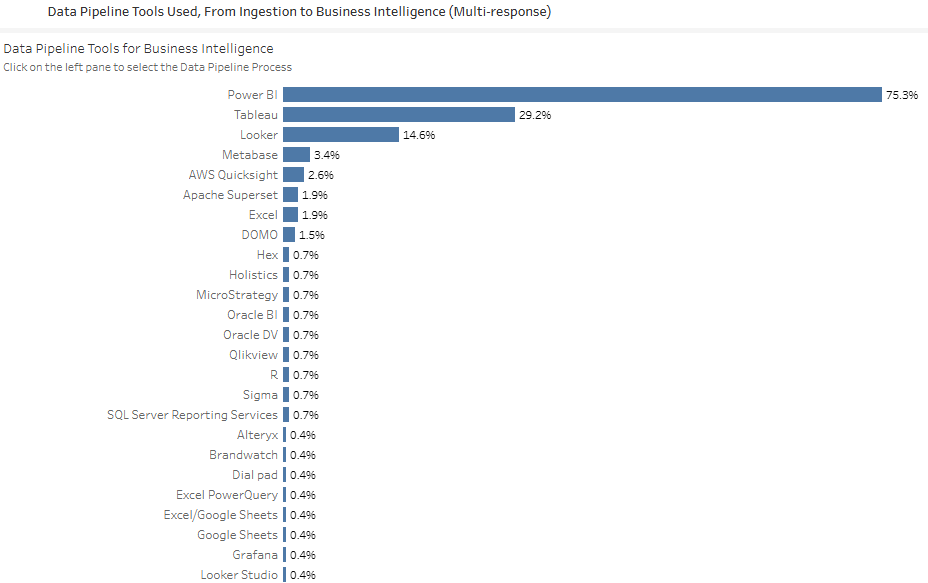 Data Pipeline Tools Used, From Ingestion to Business Intelligence (Multi-response)
Data Pipeline Tools for Business Intelligence
Click on the left pane to select the Data Pipeline Process
Power BI 75.3%
Tableau 29.2%
Looker 14.6%
Metabase 3.4%
AWS Quicksight 2.6%
Apache Superset 1.9%
Excel 1.9%
DOMO 1.5%
Hex 0.7%
Holistics 0.7%
MicroStrategy 0.7%
Oracle BI 0.7%
Oracle DV 0.7%
Qlikview 0.7%
R 0.7%
Sigma 0.7%
SQL Server Reporting Services 0.7%
Alteryx 0.4%
Brandwatch 0.4%
Dial pad 0.4%
Excel PowerQuery 0.4%
Excel/Google Sheets 0.4%
Google Sheets 0.4%
Grafana 0.4%
Looker Studio 0.4%